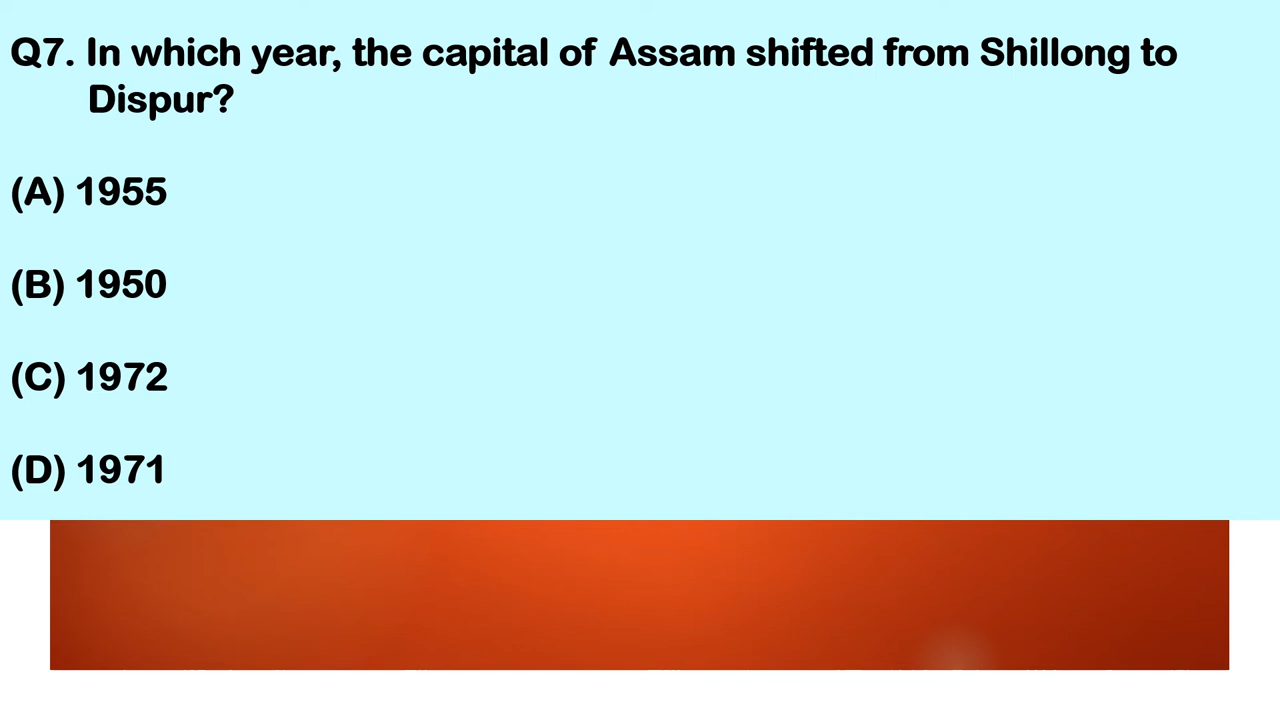 Q7. In which year, the capital of Assam shifted from Shillong to
Dispur?
(A) 1955
(B) 1950
(C) 1972
(D) 1971